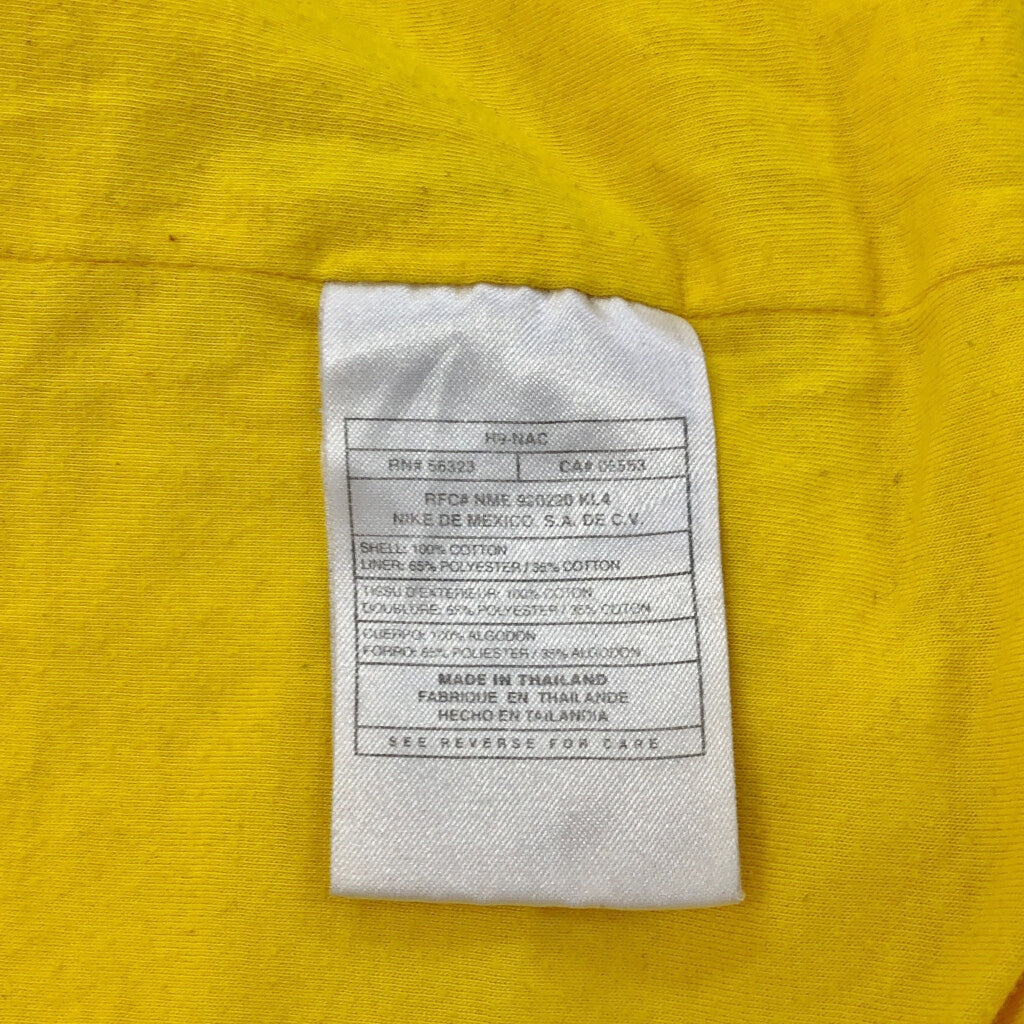 H9-NAC
RN# 56323 CA# 05553
RFC# NME 920220 KL4
NIKE DE MEXICO, S.A. DE C.V.
SHELL: 100% COTTON
LINER: 65% POLYESTER / 35% COTTON
TISSU D'EXTERIEUR: 100% COTON
DOUBLURE: 65% POLYESTER / 35% COTON
CUERPO: 100% ALGODON
FORRO: 65% POLIESTER / 35% ALGODON
MADE IN THAILAND
FABRIQUE EN THAILANDE
HECHO EN TAILANDIA
SEE REVERSE FOR CARE